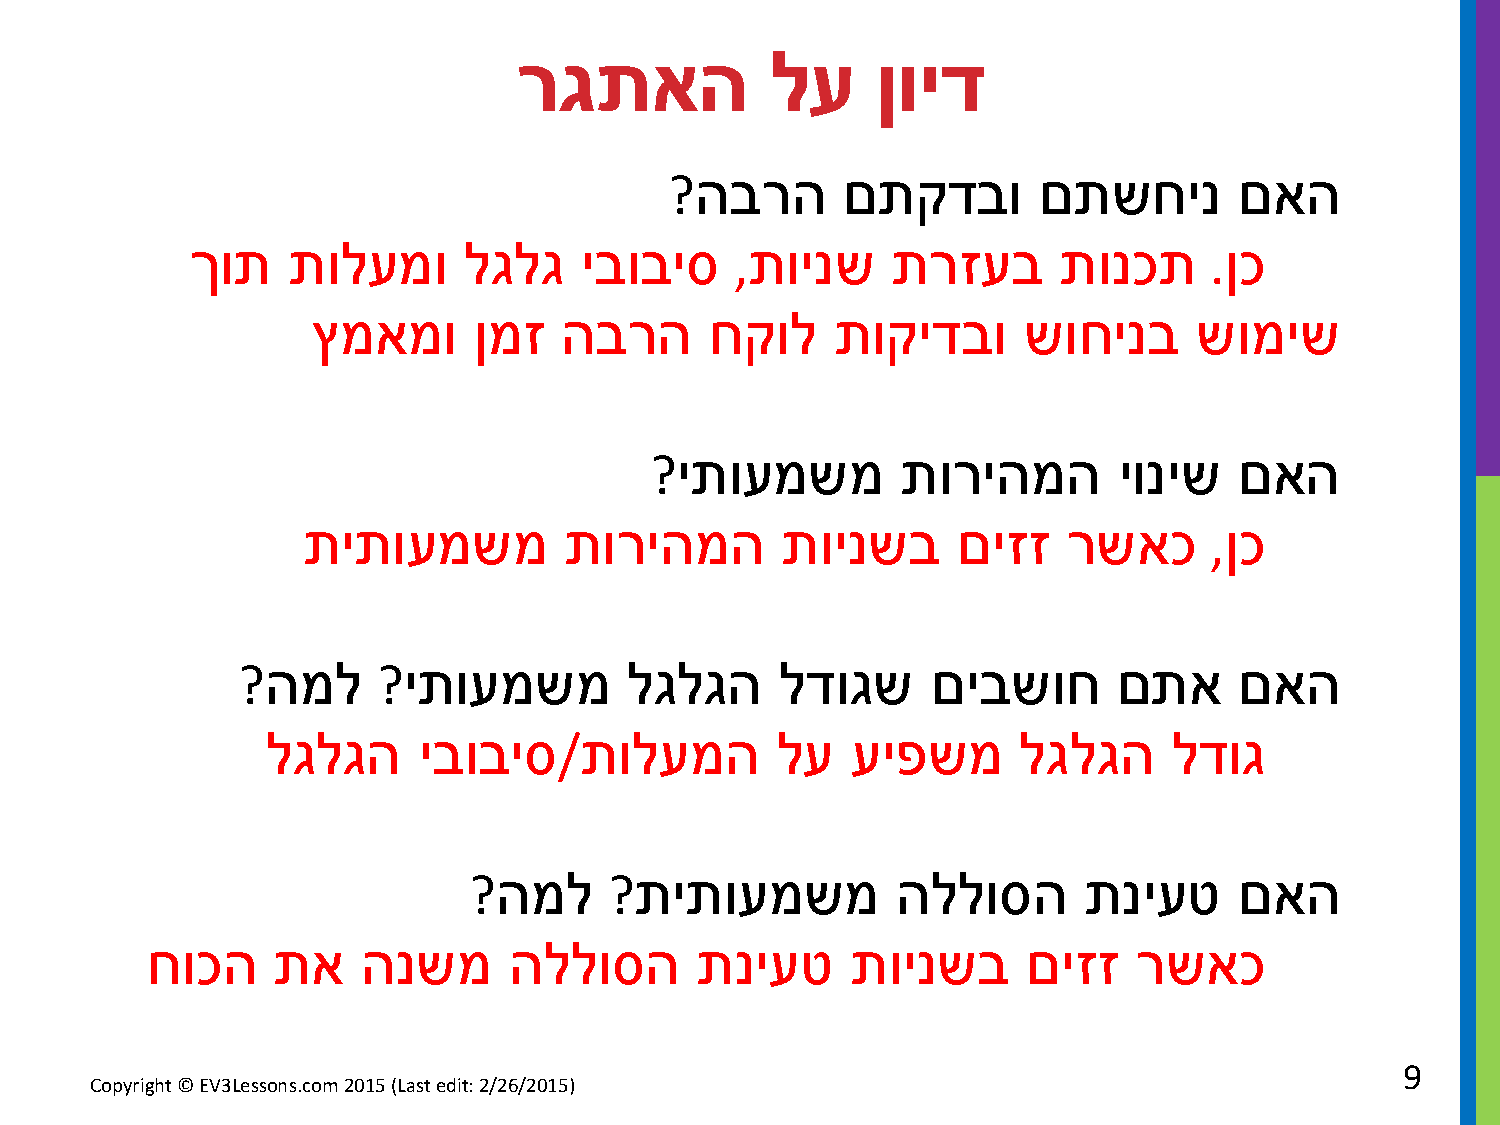 דיון על האתגר
האם ניחשתם ובדקתם הרבה?
כן. תכנות בעזרת שניות, סיבובי גלגל ומעלות תוך
שימוש בניחוש ובדיקות לוקח הרבה זמן ומאמץ
האם שינוי המהירות משמעותי?
כן, כאשר זזים בשניות המהירות משמעותית
האם אתם חושבים שגודל הגלגל משמעותי? למה?
גודל הגלגל משפיע על המעלות/סיבובי הגלגל
האם טעינת הסוללה משמעותית? למה?
כאשר זזים בשניות טעינת הסוללה משנה את הכוח
Copyright © EV3Lessons.com 2015 (Last edit: 2/26/2015)
9